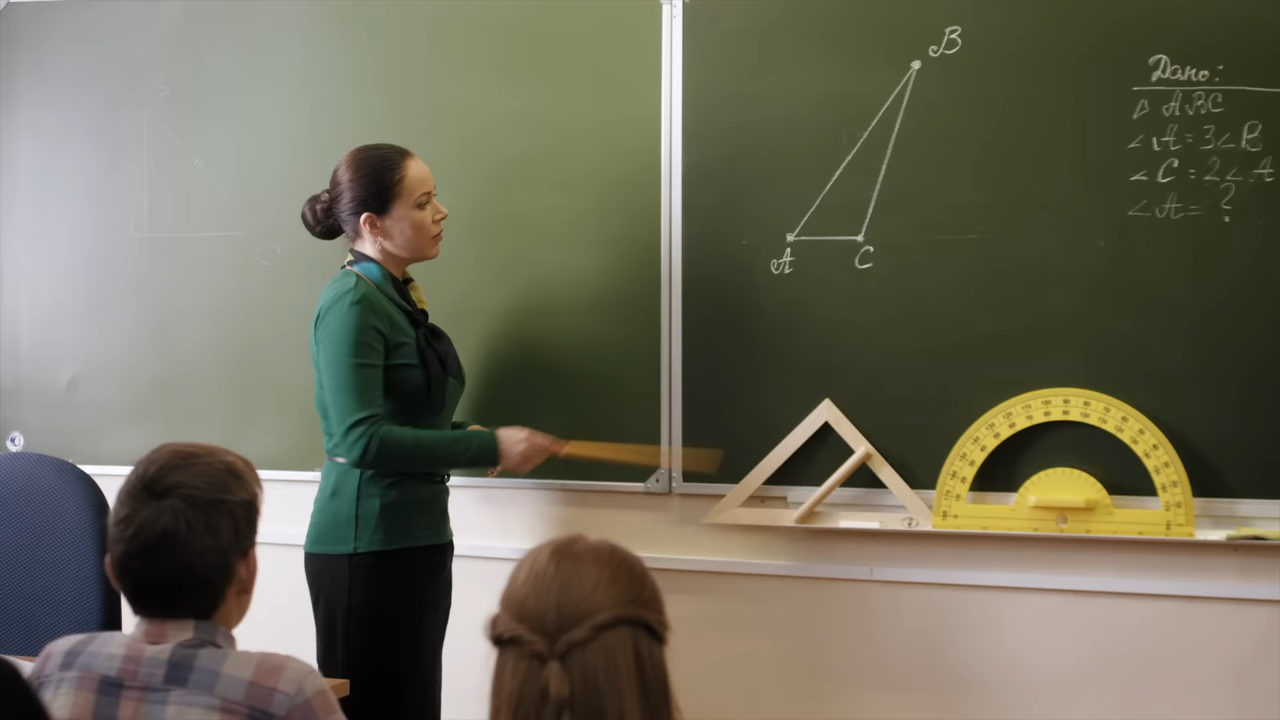 B
A
C
Дано:
△ ABC
∠A = 3∠B
∠C = 2∠A
∠A = ?